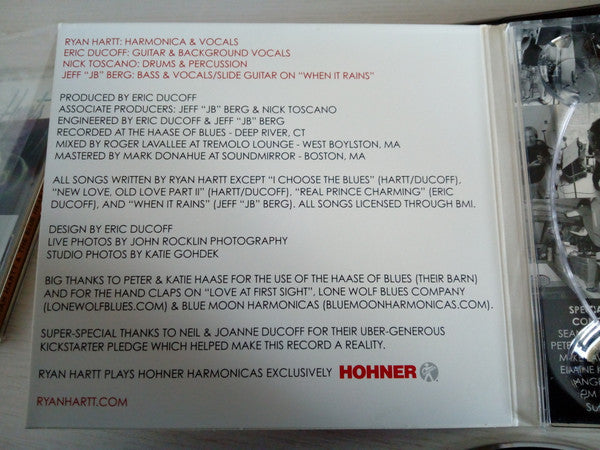 RYAN HARTT: HARMONICA & VOCALS
ERIC DUCOFF: GUITAR & BACKGROUND VOCALS
NICK TOSCANO: DRUMS & PERCUSSION
JEFF "JB" BERG: BASS & VOCALS/SLIDE GUITAR ON "WHEN IT RAINS"
PRODUCED BY ERIC DUCOFF
ASSOCIATE PRODUCERS: JEFF "JB" BERG & NICK TOSCANO
ENGINEERED BY ERIC DUCOFF & JEFF "JB" BERG
RECORDED AT THE HAASE OF BLUES - DEEP RIVER, CT
MIXED BY ROGER LAVALLEE AT TREMOLO LOUNGE - WEST BOYLSTON, MA
MASTERED BY MARK DONAHUE AT SOUNDMIRROR - BOSTON, MA
ALL SONGS WRITTEN BY RYAN HARTT EXCEPT "I CHOOSE THE BLUES" (HARTT/DUCOFF),
"NEW LOVE, OLD LOVE PART II" (HARTT/DUCOFF), "REAL PRINCE CHARMING" (ERIC
DUCOFF), AND "WHEN IT RAINS" (JEFF "JB" BERG). ALL SONGS LICENSED THROUGH BMI.
DESIGN BY ERIC DUCOFF
LIVE PHOTOS BY JOHN ROCKLIN PHOTOGRAPHY
STUDIO PHOTOS BY KATIE GOHDEK
BIG THANKS TO PETER & KATIE HAASE FOR THE USE OF THE HAASE OF BLUES (THEIR BARN)
AND FOR THE HAND CLAPS ON "LOVE AT FIRST SIGHT", LONE WOLF BLUES COMPANY
(LONEWOLFBLUES.COM) & BLUE MOON HARMONICAS (BLUEMOONHARMONICAS.COM).
SUPER-SPECIAL THANKS TO NEIL & JOANNE DUCOFF FOR THEIR UBER-GENEROUS
KICKSTARTER PLEDGE WHICH HELPED MAKE THIS RECORD A REALITY.
RYAN HARTT PLAYS HOHNER HARMONICAS EXCLUSIVELY HOHNER
RYANHARTT.COM